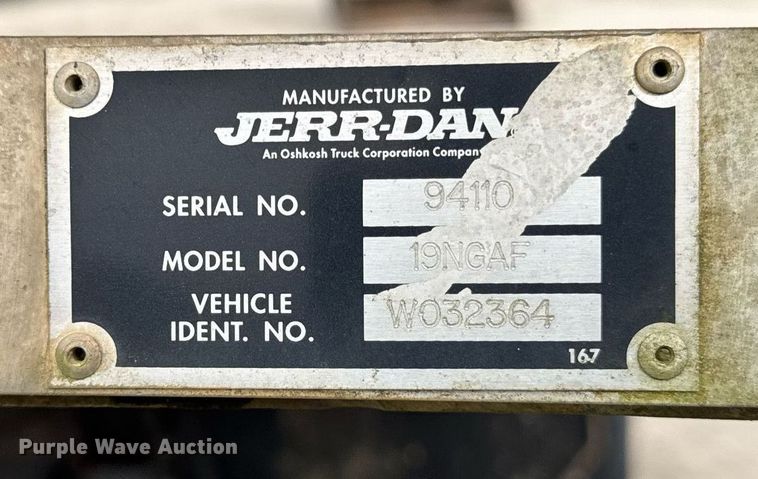 MANUFACTURED BY
JERR-DAN
An Oshkosh Truck Corporation Company
SERIAL NO. 94110
MODEL NO. 19NGAF
VEHICLE
IDENT. NO. W032364
167
Purple Wave Auction